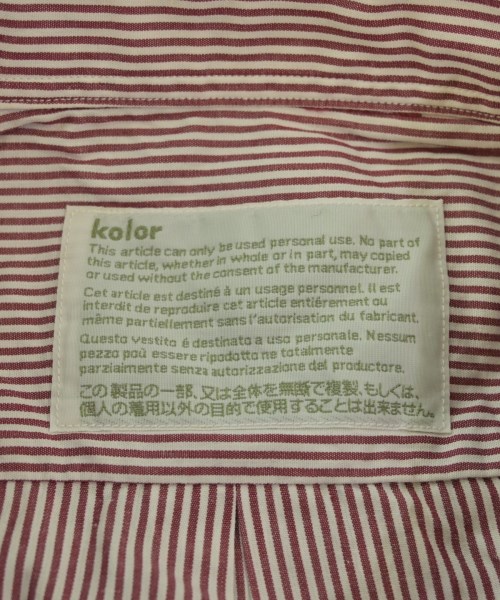 kolor
This article can only be used personal use. No part of
this article, whether in whole or in part, may copied
or used without the consent of the manufacturer.
Cet article est destiné à un usage personnel. Il est
interdit de reproduire cet article entiérement ou
même partiellement sans l'autorisation du fabricant.
Questa vestito é destinato a uso personale. Nessum
pezzo poù essere ripodotto ne totalmente
parzialmente senza autorizzazione del productore.
この製品の一部、又は全体を無断で複製、もしくは、
個人の着用以外の目的で使用することは出来ません。